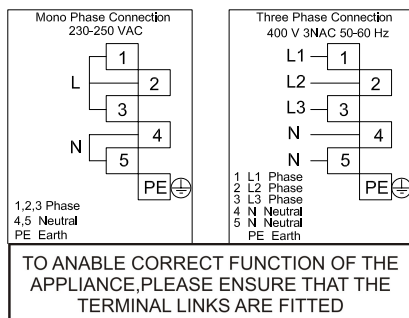 Mono Phase Connection
230-250 VAC
1
L
2
3
4
N
5
PE
1,2,3 Phase
4,5 Neutral
PE Earth
Three Phase Connection
400 V 3NAC 50-60 Hz
L1
1
L2
2
L3
3
N
4
N
5
PE
1 L1 Phase
2 L2 Phase
3 L3 Phase
4 N Neutral
5 N Neutral
PE Earth
TO ANABLE CORRECT FUNCTION OF THE
APPLIANCE,PLEASE ENSURE THAT THE
TERMINAL LINKS ARE FITTED